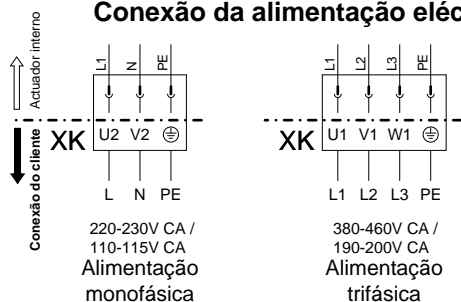 Conexão da alimentação eléc
Actuador interno
Conexão do cliente
L1 N PE
XK U2 V2
L N PE
220-230V CA /
110-115V CA
Alimentação
monofásica
L1 L2 L3 PE
XK U1 V1 W1
L1 L2 L3 PE
380-460V CA /
190-200V CA
Alimentação
trifásica